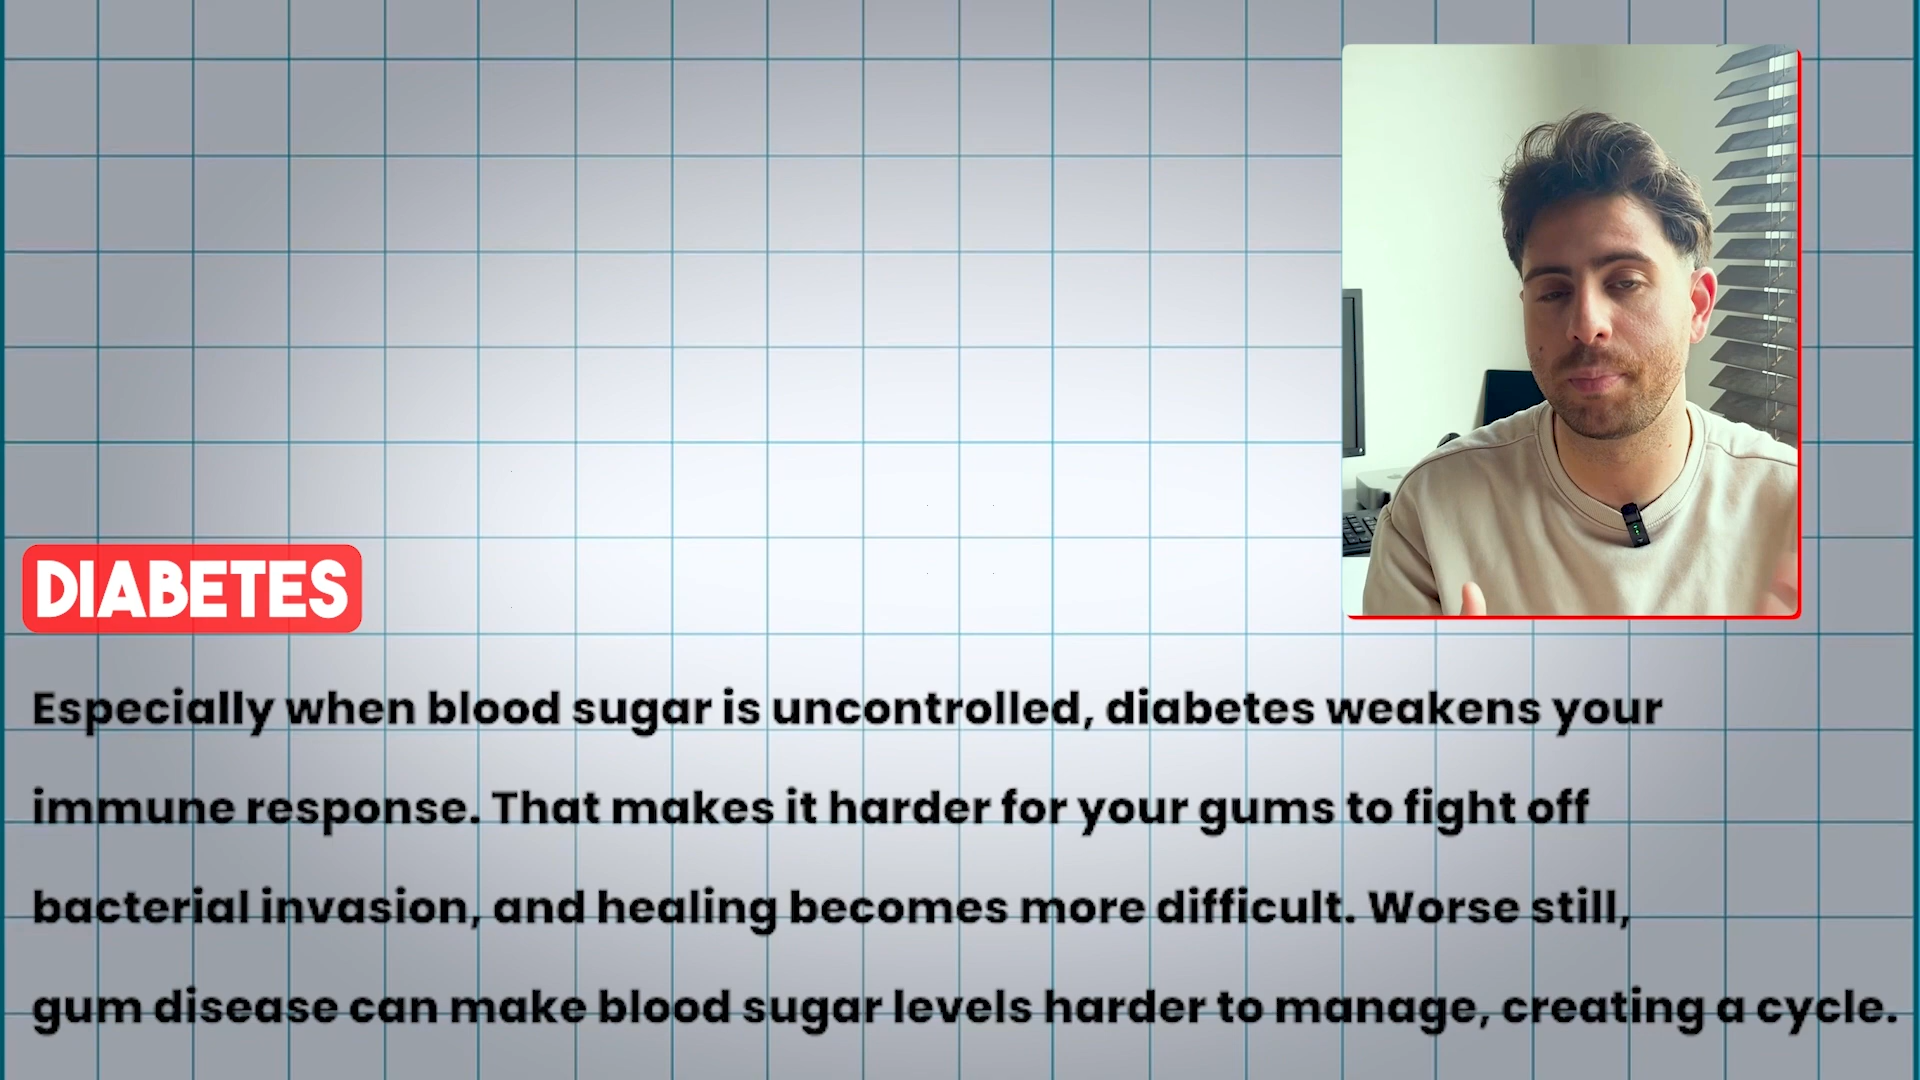 DIABETES
Especially when blood sugar is uncontrolled, diabetes weakens your
immune response. That makes it harder for your gums to fight off
bacterial invasion, and healing becomes more difficult. Worse still,
gum disease can make blood sugar levels harder to manage, creating a cycle.